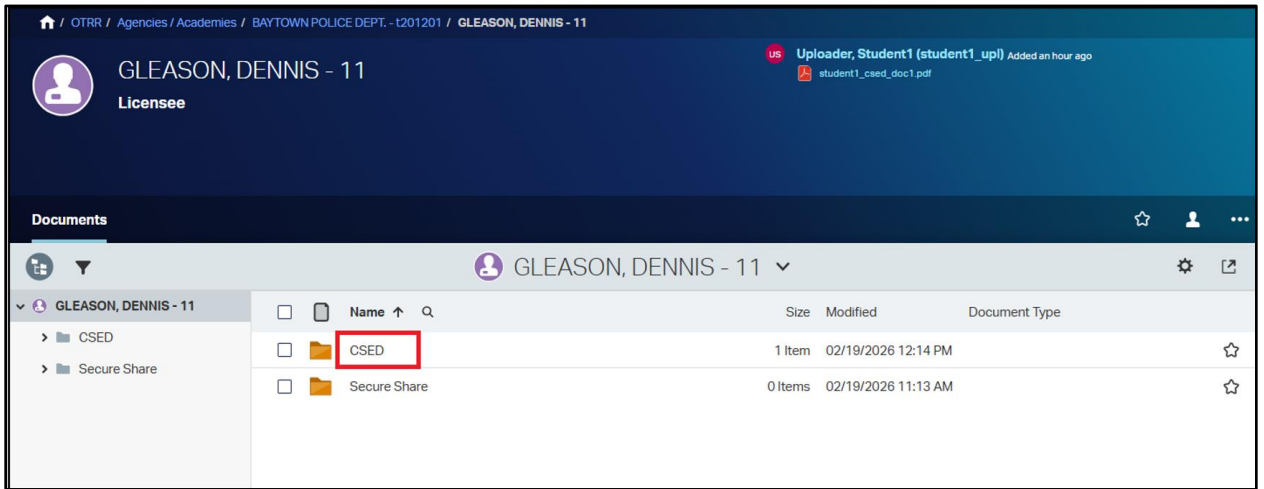 / OTRR / Agencies / Academies / BAYTOWN POLICE DEPT. - t201201 / GLEASON, DENNIS - 11
GLEASON, DENNIS - 11
Licensee
US Uploader, Student1 (student1_upl) Added an hour ago
student1_csed_doc1.pdf
Documents
GLEASON, DENNIS - 11
GLEASON, DENNIS - 11
CSED
Secure Share
Name Size Modified Document Type
CSED 1 Item 02/19/2026 12:14 PM
Secure Share 0 Items 02/19/2026 11:13 AM